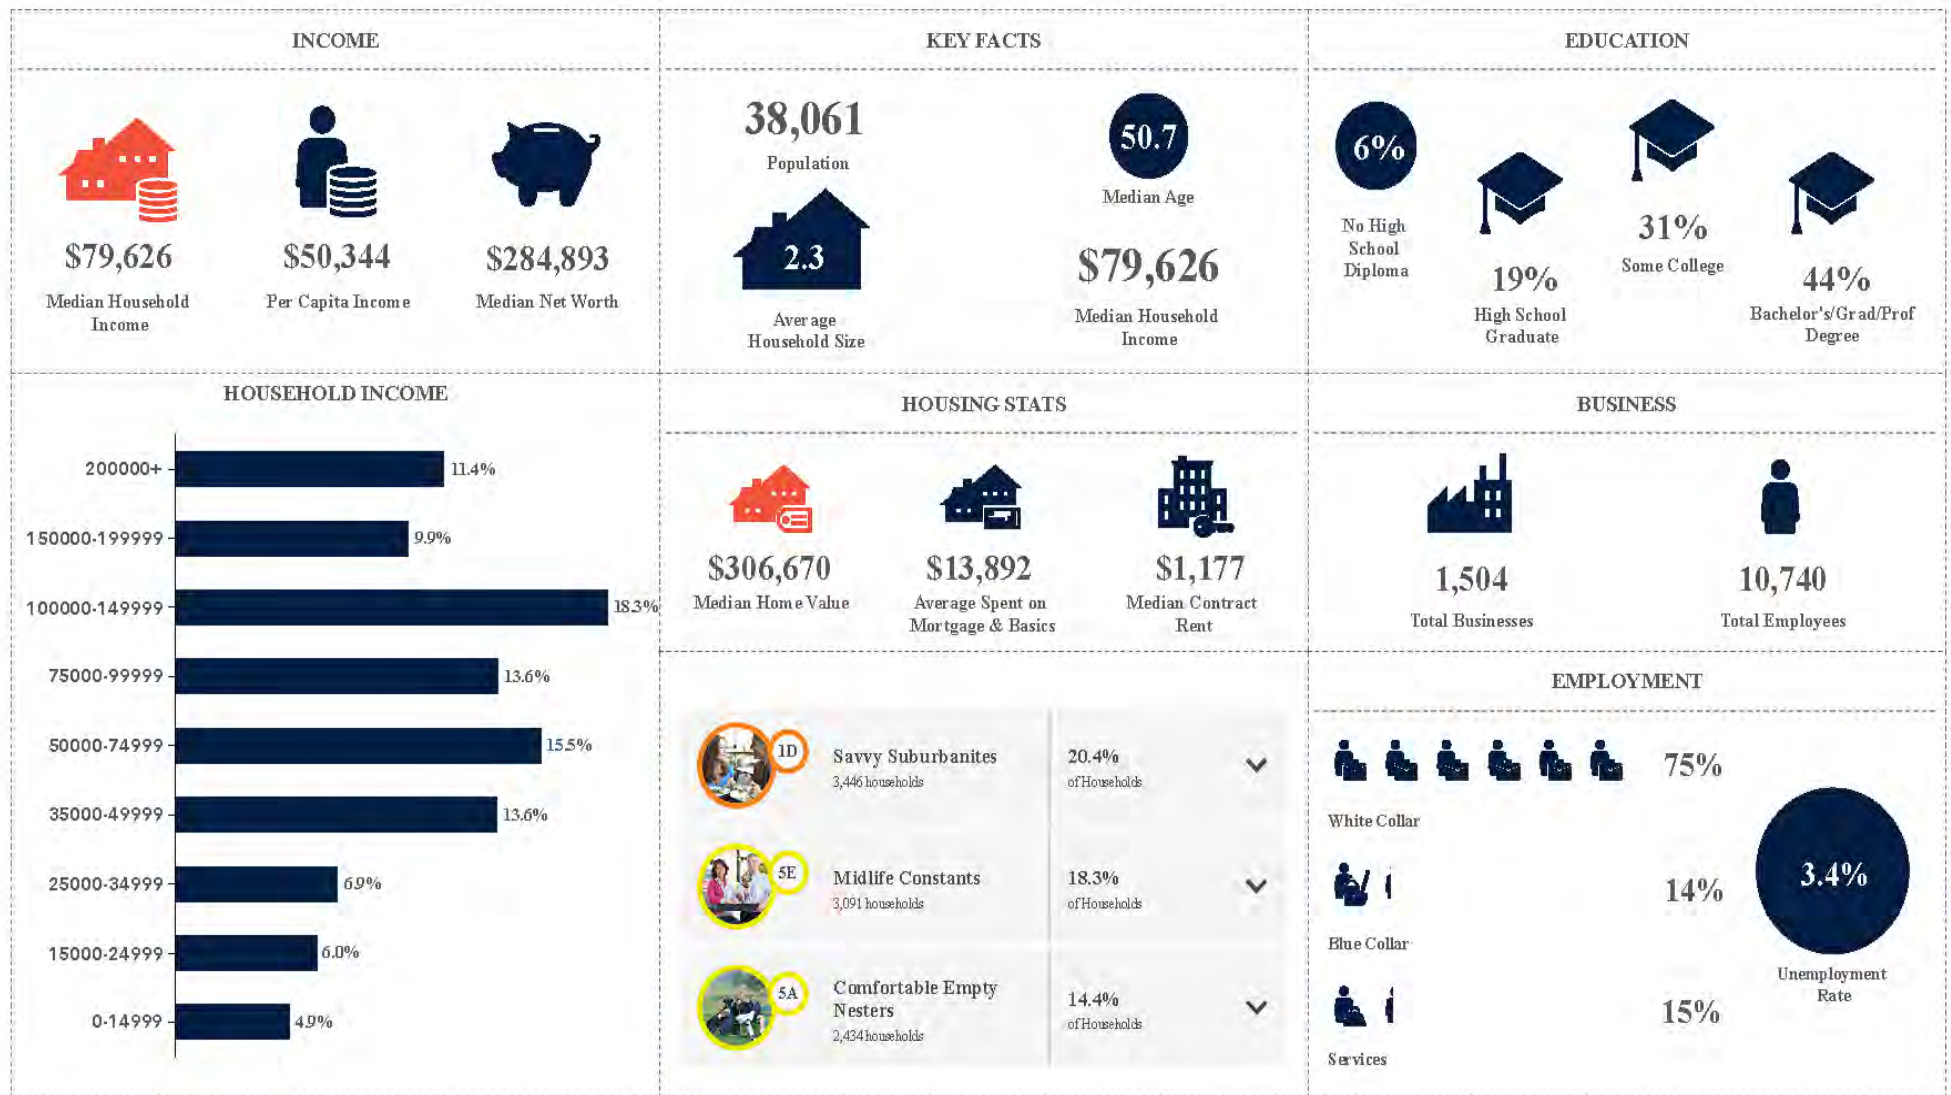 INCOME
$79,626
Median Household
Income
$50,344
Per Capita Income
$284,893
Median Net Worth
KEY FACTS
38,061
Population
50.7
Median Age
2.3
Average
Household Size
$79,626
Median Household
Income
EDUCATION
6%
No High
School
Diploma
19%
High School
Graduate
31%
Some College
44%
Bachelor's/Grad/Prof
Degree
HOUSEHOLD INCOME
200000+ 11.4%
150000-199999 9.9%
100000-149999 18.3%
75000-99999 13.6%
50000-74999 15.5%
35000-49999 13.6%
25000-34999 6.9%
15000-24999 6.0%
0-14999 4.9%
HOUSING STATS
$306,670
Median Home Value
$13,892
Average Spent on
Mortgage & Basics
$1,177
Median Contract
Rent
1D
Savvy Suburbanites
3,446 households
20.4%
of Households
5E
Midlife Constants
3,091 households
18.3%
of Households
5A
Comfortable Empty
Nesters
2,434 households
14.4%
of Households
BUSINESS
1,504
Total Businesses
10,740
Total Employees
EMPLOYMENT
75%
White Collar
14%
Blue Collar
15%
Services
3.4%
Unemployment
Rate